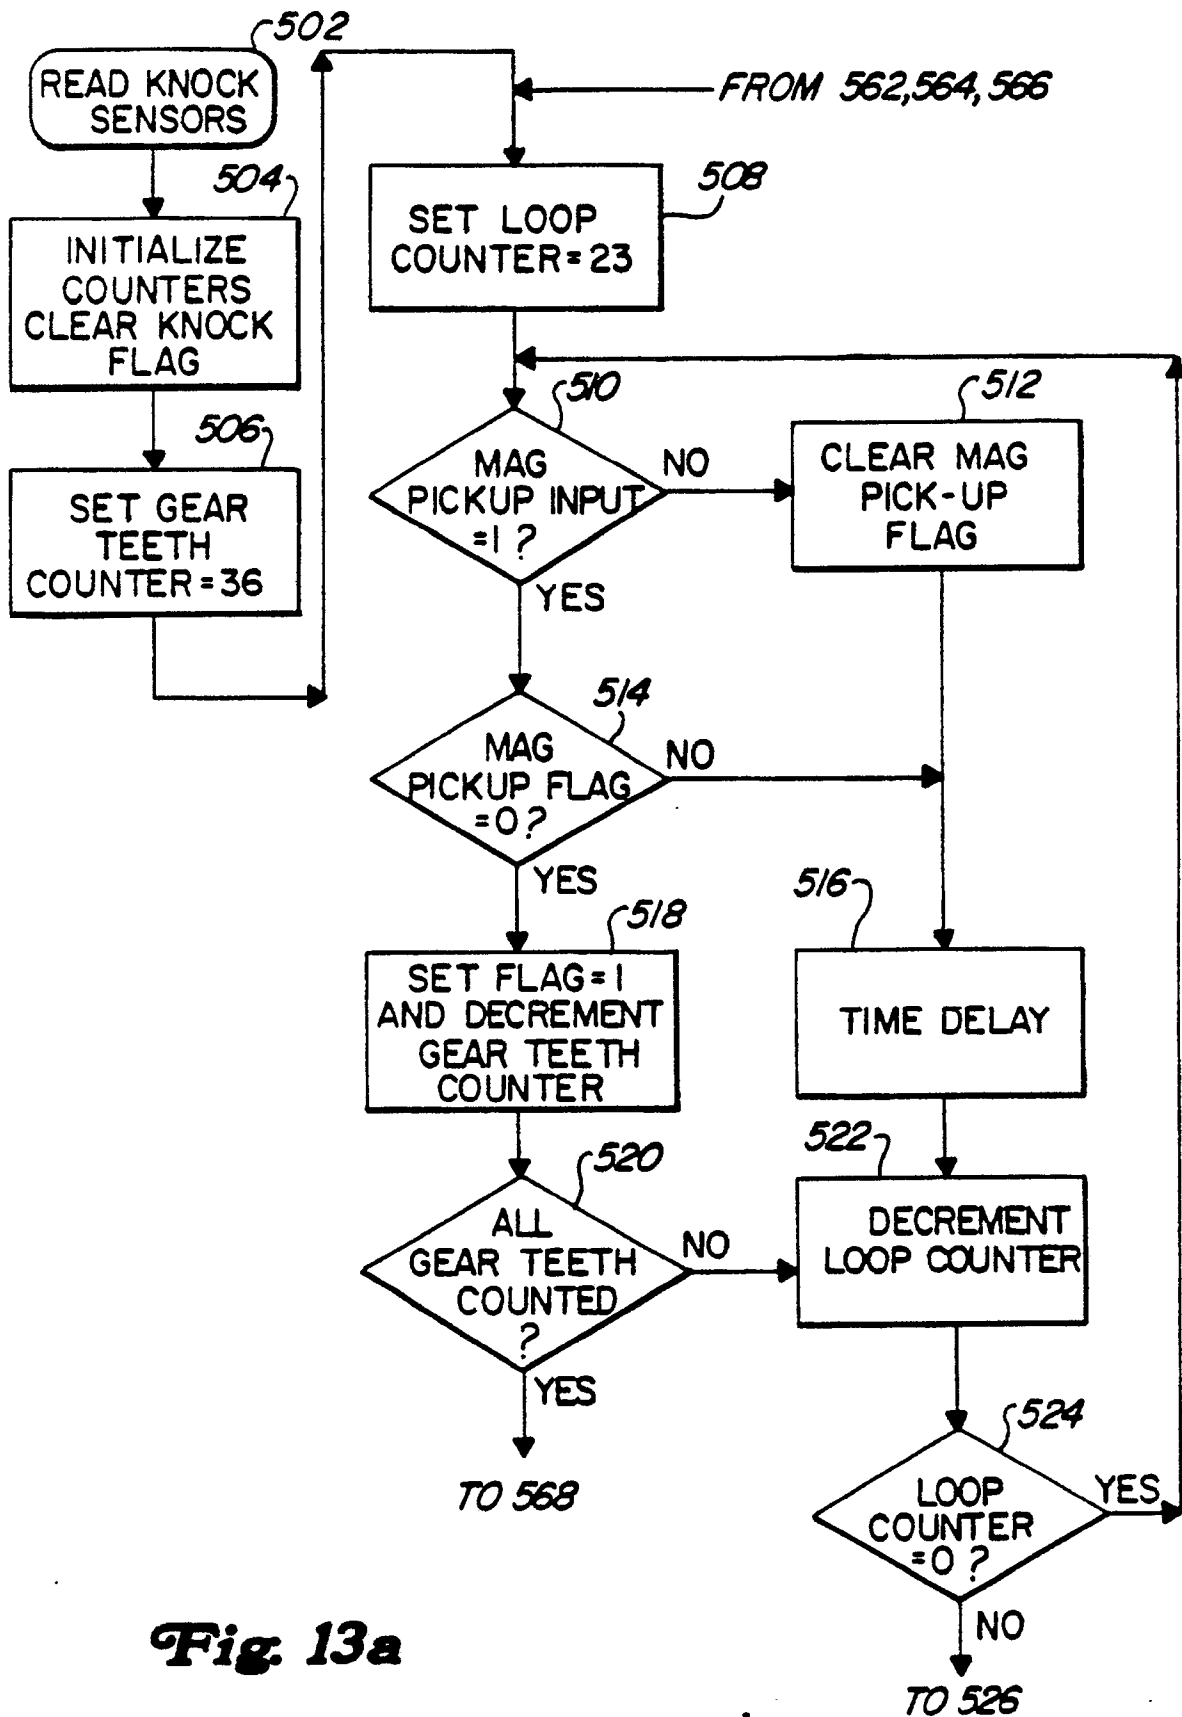 502
READ KNOCK
SENSORS
504
INITIALIZE
COUNTERS
CLEAR KNOCK
FLAG
506
SET GEAR
TEETH
COUNTER=36
FROM 562,564,566
508
SET LOOP
COUNTER=23
510
MAG
PICKUP INPUT
=1?
NO
YES
512
CLEAR MAG
PICK-UP
FLAG
514
MAG
PICKUP FLAG
=0?
NO
YES
516
TIME DELAY
518
SET FLAG=1
AND DECREMENT
GEAR TEETH
COUNTER
520
ALL
GEAR TEETH
COUNTED
?
NO
YES
TO 568
522
DECREMENT
LOOP COUNTER
524
LOOP
COUNTER
=0?
YES
NO
TO 526
Fig. 13a